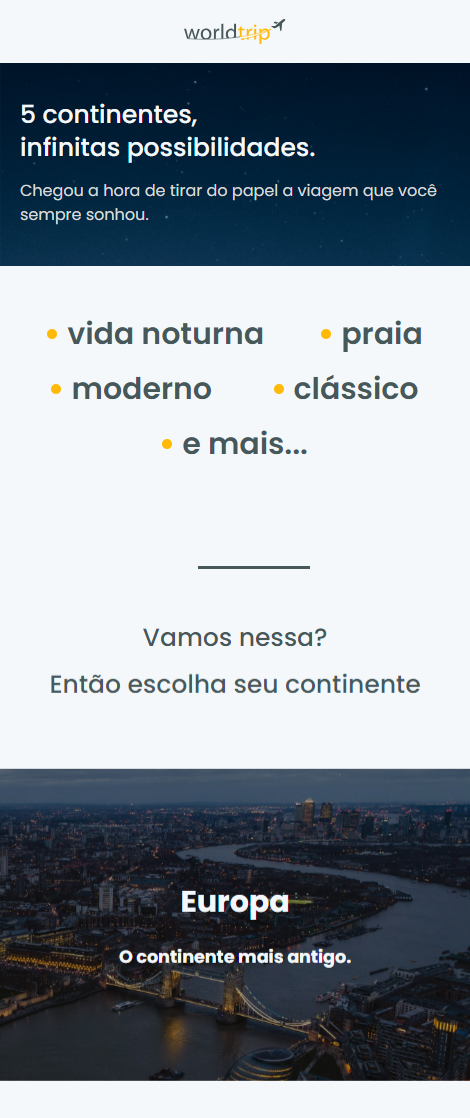 worldtrip
5 continentes,
infinitas possibilidades.
Chegou a hora de tirar do papel a viagem que você
sempre sonhou.
vida noturna praia
moderno clássico
e mais...
Vamos nessa?
Então escolha seu continente
Europa
O continente mais antigo.